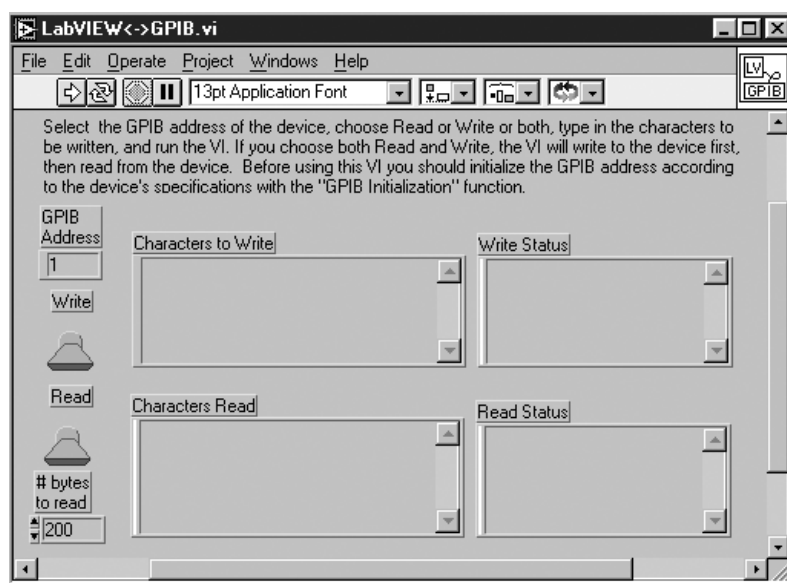 LabVIEW<->GPIB.vi
File Edit Operate Project Windows Help
LV
GPIB
13pt Application Font
Select the GPIB address of the device, choose Read or Write or both, type in the characters to
be written, and run the VI. If you choose both Read and Write, the VI will write to the device first,
then read from the device. Before using this VI you should initialize the GPIB address according
to the device's specifications with the "GPIB Initialization" function.
GPIB
Address
1
Characters to Write
Write Status
Write
Read
Characters Read
Read Status
# bytes
to read
200